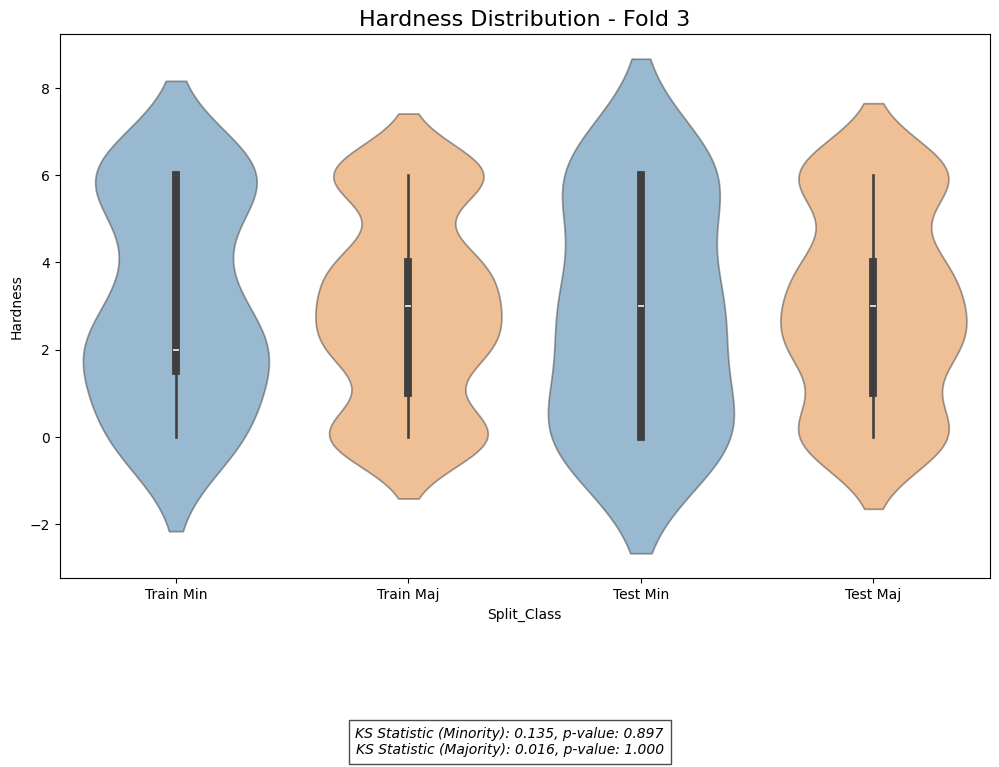 Hardness Distribution - Fold 3
Hardness
8
6
4
2
0
−2
Train Min
Train Maj
Test Min
Test Maj
Split_Class
KS Statistic (Minority): 0.135, p-value: 0.897
KS Statistic (Majority): 0.016, p-value: 1.000